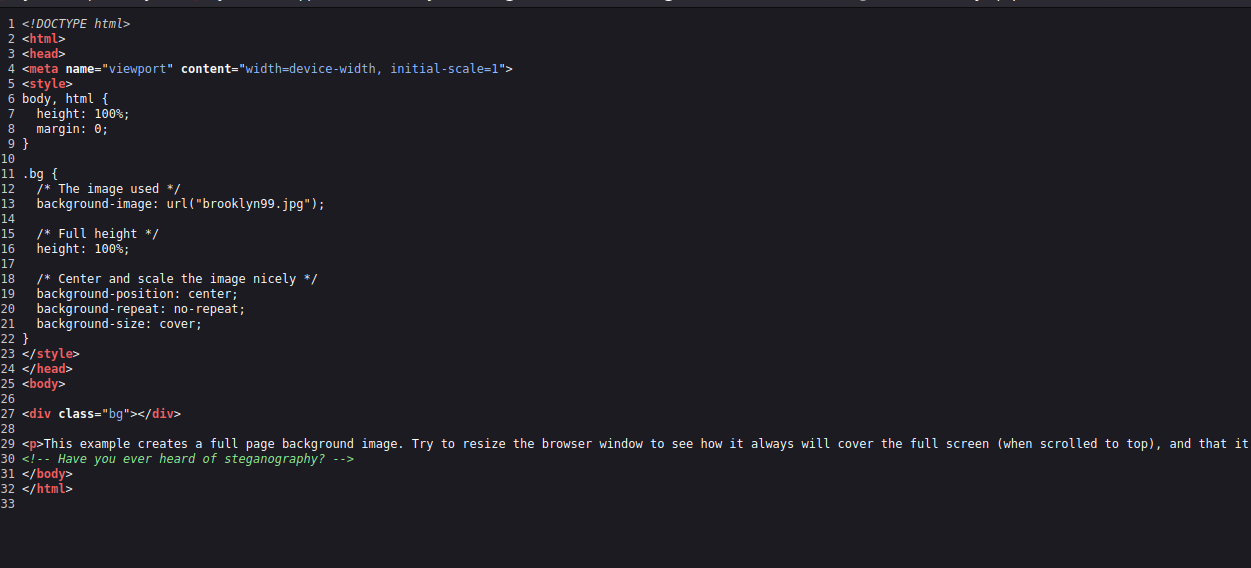 1 <!DOCTYPE html>
2 <html>
3 <head>
4 <meta name="viewport" content="width=device-width, initial-scale=1">
5 <style>
6 body, html {
7   height: 100%;
8   margin: 0;
9 }
10
11 .bg {
12   /* The image used */
13   background-image: url("brooklyn99.jpg");
14
15   /* Full height */
16   height: 100%;
17
18   /* Center and scale the image nicely */
19   background-position: center;
20   background-repeat: no-repeat;
21   background-size: cover;
22 }
23 </style>
24 </head>
25 <body>
26
27 <div class="bg"></div>
28
29 <p>This example creates a full page background image. Try to resize the browser window to see how it always will cover the full screen (when scrolled to top), and that it
30 <!-- Have you ever heard of steganography? -->
31 </body>
32 </html>
33